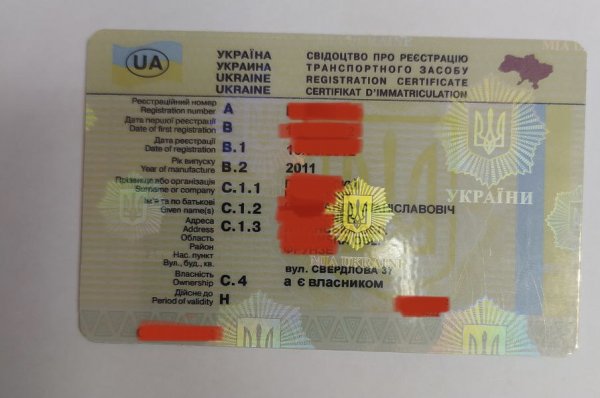 UA
УКРАЇНА
УКРАИНА
UKRAINE
UKRAINE
СВІДОЦТВО ПРО РЕЄСТРАЦІЮ
ТРАНСПОРТНОГО ЗАСОБУ
REGISTRATION CERTIFICATE
CERTIFIKAT D'IMMATRICULATION
Реєстраційний номер
Registration number A
Дата першої реєстрації
Date of first registration B
Дата реєстрації
Date of registration B.1
Рік випуску
Year of manufacture B.2 2011
Прізвище або організація
Surname or company C.1.1
Ім'я та по батькові
Given name(s) C.1.2
Адреса
Address C.1.3
Область
Район
Нас. пункт
MIA UKRAINE
Вул., буд., кв. вул. СВЕРДЛОВА
Власність
Ownership C.4 а є власником
Дійсне до
Period of validity H
УКРАЇНИ